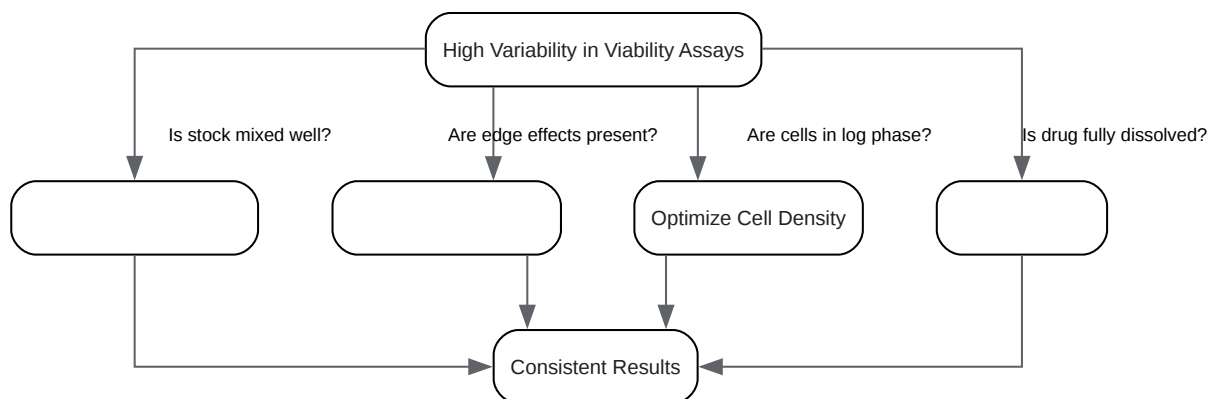 High Variability in Viability Assays
Is stock mixed well?
Are edge effects present?
Are cells in log phase?
Is drug fully dissolved?
Optimize Cell Density
Consistent Results